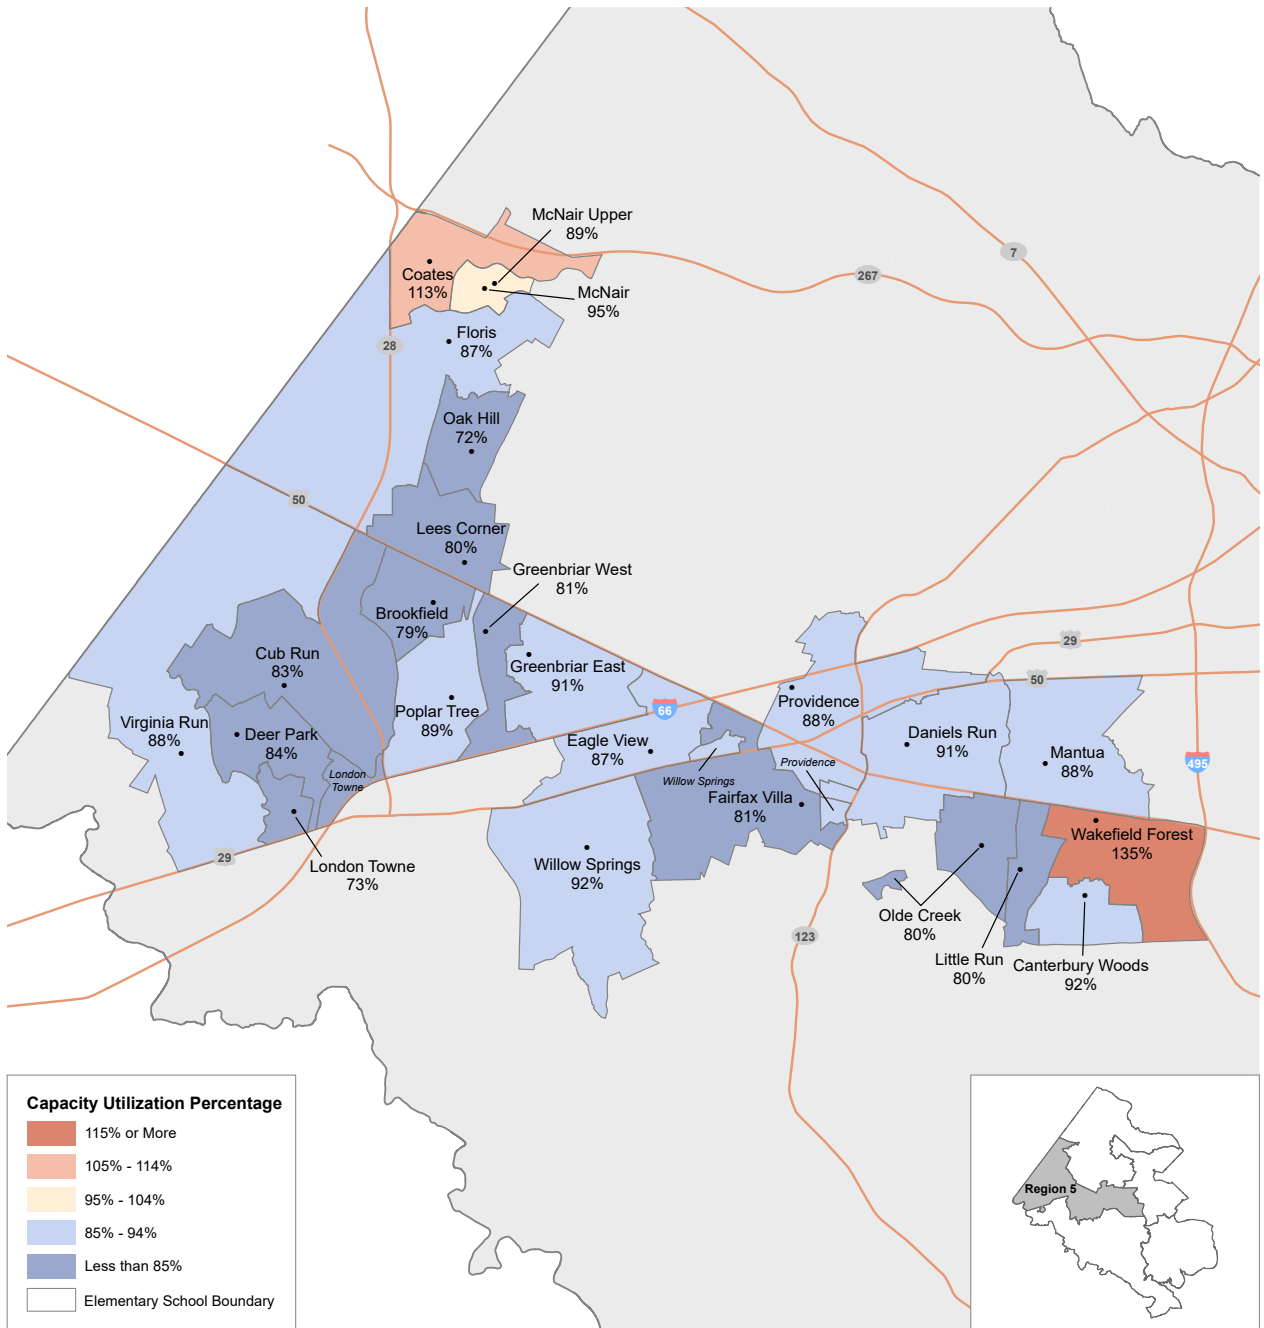 McNair Upper
89%
7
267
Coates
113%
McNair
95%
Floris
87%
28
Oak Hill
72%
50
Lees Corner
80%
Greenbriar West
81%
Brookfield
79%
29
Cub Run
83%
Greenbriar East
91%
50
Providence
88%
66
Poplar Tree
89%
Virginia Run
88%
Deer Park
84%
Eagle View
87%
Daniels Run
91%
Mantua
88%
495
London
Towne
Willow Springs
Providence
Fairfax Villa
81%
Wakefield Forest
135%
29
London Towne
73%
Willow Springs
92%
Olde Creek
80%
123
Little Run
80%
Canterbury Woods
92%
Capacity Utilization Percentage
115% or More
105% - 114%
95% - 104%
85% - 94%
Less than 85%
Elementary School Boundary
Region 5